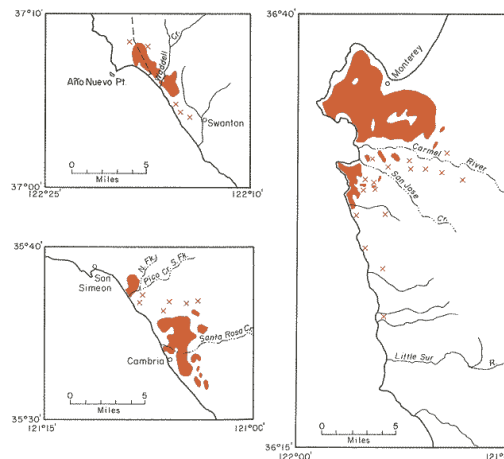 37°10'
Waddell
Cr.
Año Nuevo Pt.
Swanton
0 5
Miles
37°00'
122°25' 122°10'
35°40'
San
Simeon
N. Fk.
Pico Cr. S. Fk.
Santa Rosa Cr.
Cambria
0 5
Miles
35°30'
121°15' 121°00'
36°40'
Monterey
Carmel
River
San Jose
Cr.
Little Sur
R.
0 5
Miles
36°15'
122°00'